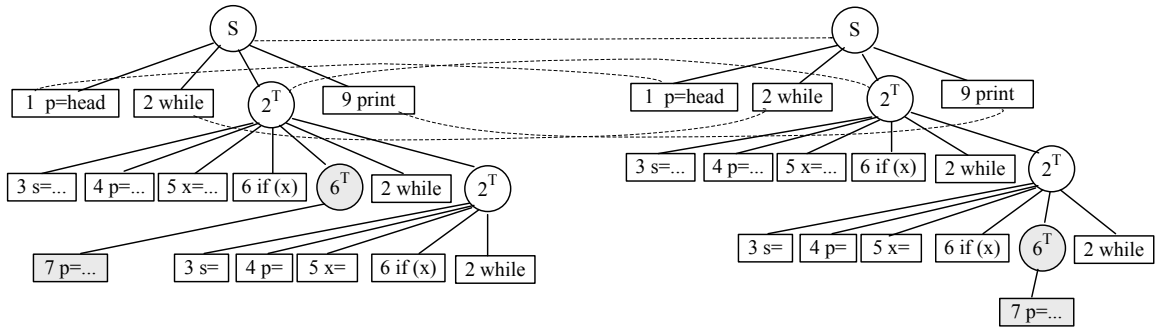 S
1 p=head
2 while
2ᵀ
9 print
3 s=...
4 p=...
5 x=...
6 if (x)
6ᵀ
2 while
2ᵀ
7 p=...
3 s=
4 p=
5 x=
6 if (x)
2 while
S
1 p=head
2 while
2ᵀ
9 print
3 s=...
4 p=...
5 x=...
6 if (x)
2 while
2ᵀ
3 s=
4 p=
5 x=
6 if (x)
6ᵀ
2 while
7 p=...